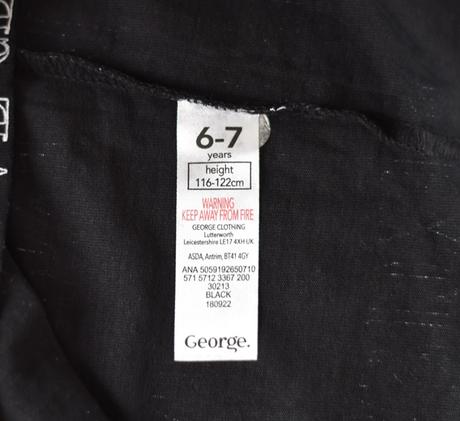 6-7
years
height
116-122cm
WARNING
KEEP AWAY FROM FIRE
GEORGE CLOTHING
Lutterworth
Leicestershire LE17 4XH UK
ASDA, Antrim, BT41 4GY
ANA 5059192650710
571 5712 3367 200
30213
BLACK
180922
George.